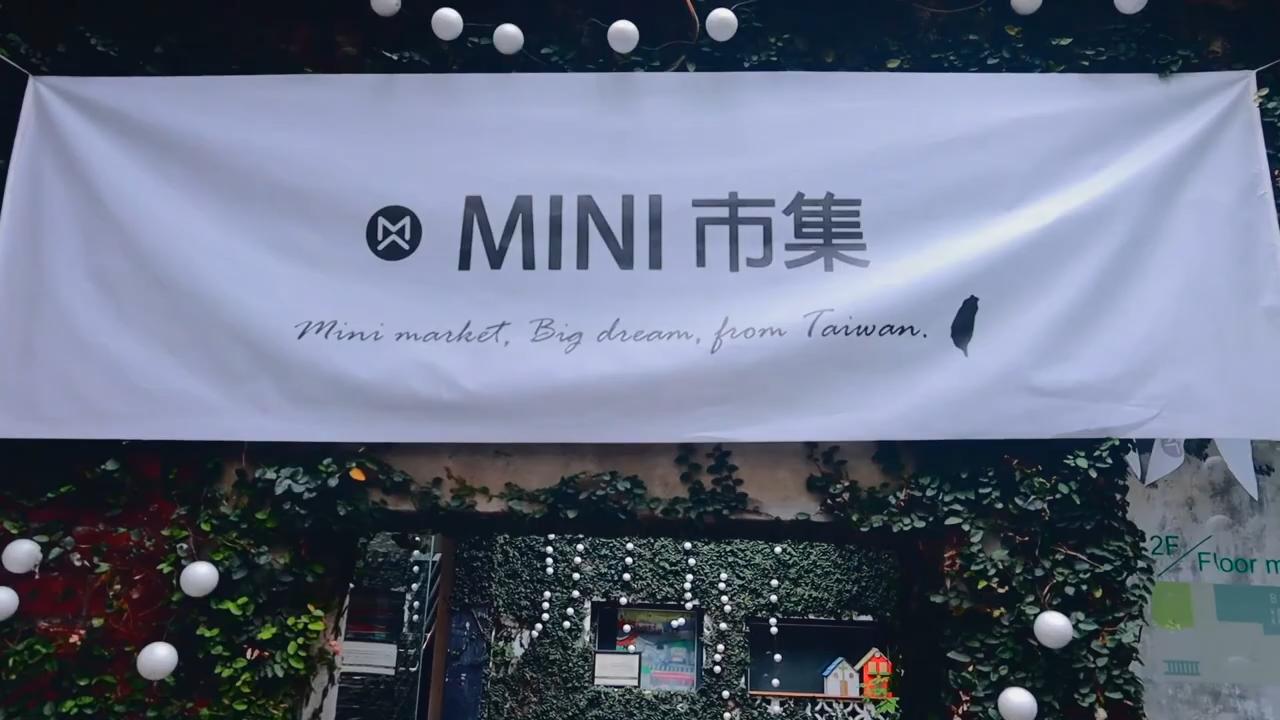 MINI 市集
Mini market, Big dream, from Taiwan.
2F/Floor m